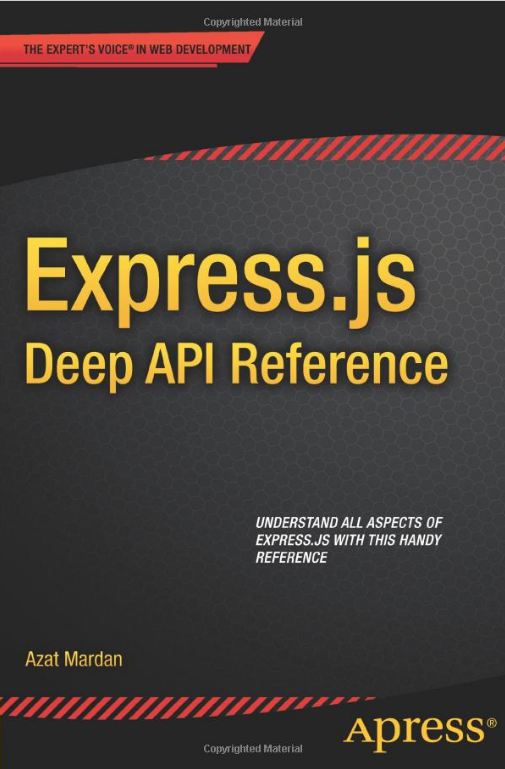 Copyrighted Material
THE EXPERT'S VOICE® IN WEB DEVELOPMENT
Express.js
Deep API Reference
UNDERSTAND ALL ASPECTS OF
EXPRESS.JS WITH THIS HANDY
REFERENCE
Azat Mardan
Apress®
Copyrighted Material